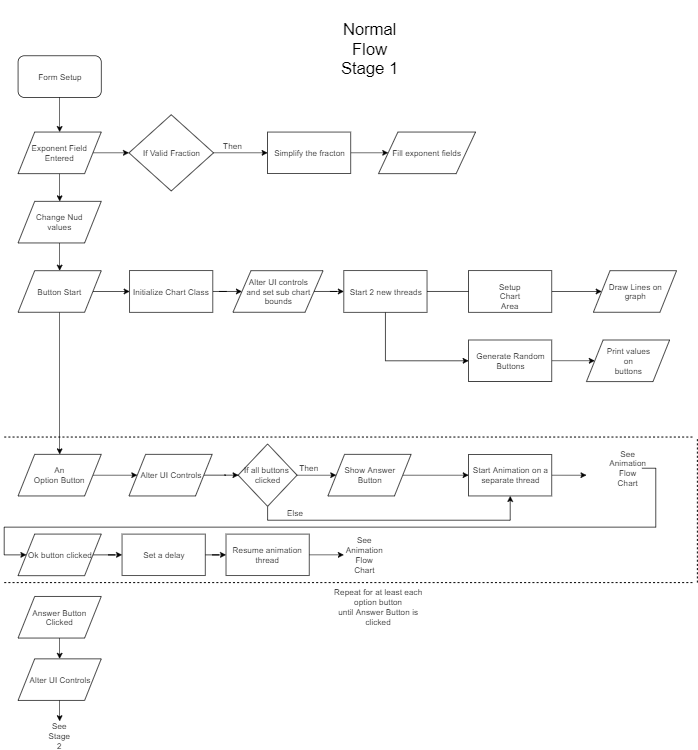 Normal
Flow
Stage 1
Form Setup
Exponent Field
Entered
If Valid Fraction
Then
Simplify the fracton
Fill exponent fields
Change Nud
values
Button Start
Initialize Chart Class
Alter UI controls
and set sub chart
bounds
Start 2 new threads
Setup
Chart
Area
Draw Lines on
graph
Generate Random
Buttons
Print values
on
buttons
An
Option Button
Alter UI Controls
If all buttons
clicked
Then
Else
Show Answer
Button
Start Animation on a
separate thread
See
Animation
Flow
Chart
Ok button clicked
Set a delay
Resume animation
thread
See
Animation
Flow
Chart
Repeat for at least each
option button
until Answer Button is
clicked
Answer Button
Clicked
Alter UI Controls
See
Stage
2